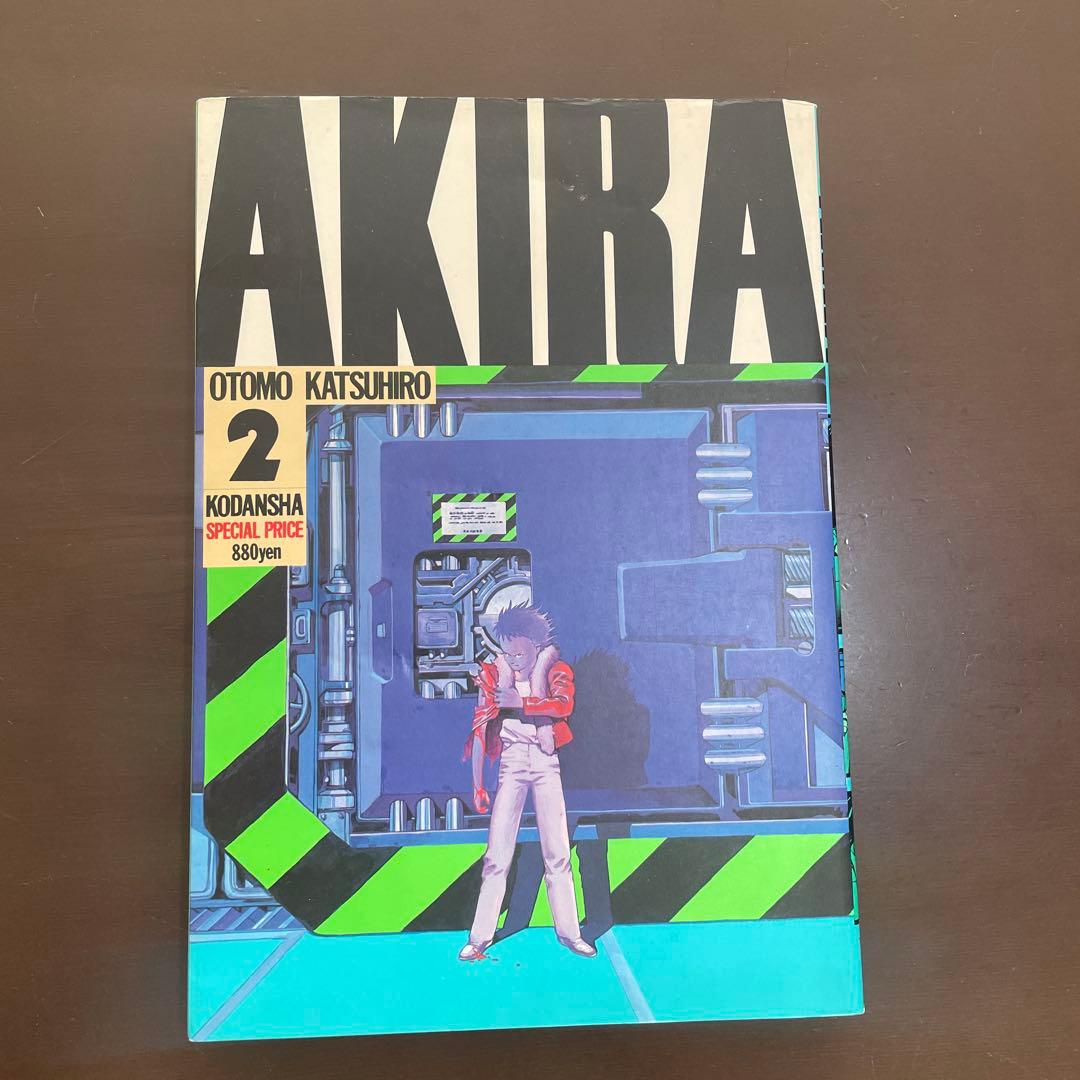 AKIRA
OTOMO KATSUHIRO
2
KODANSHA
SPECIAL PRICE
880yen